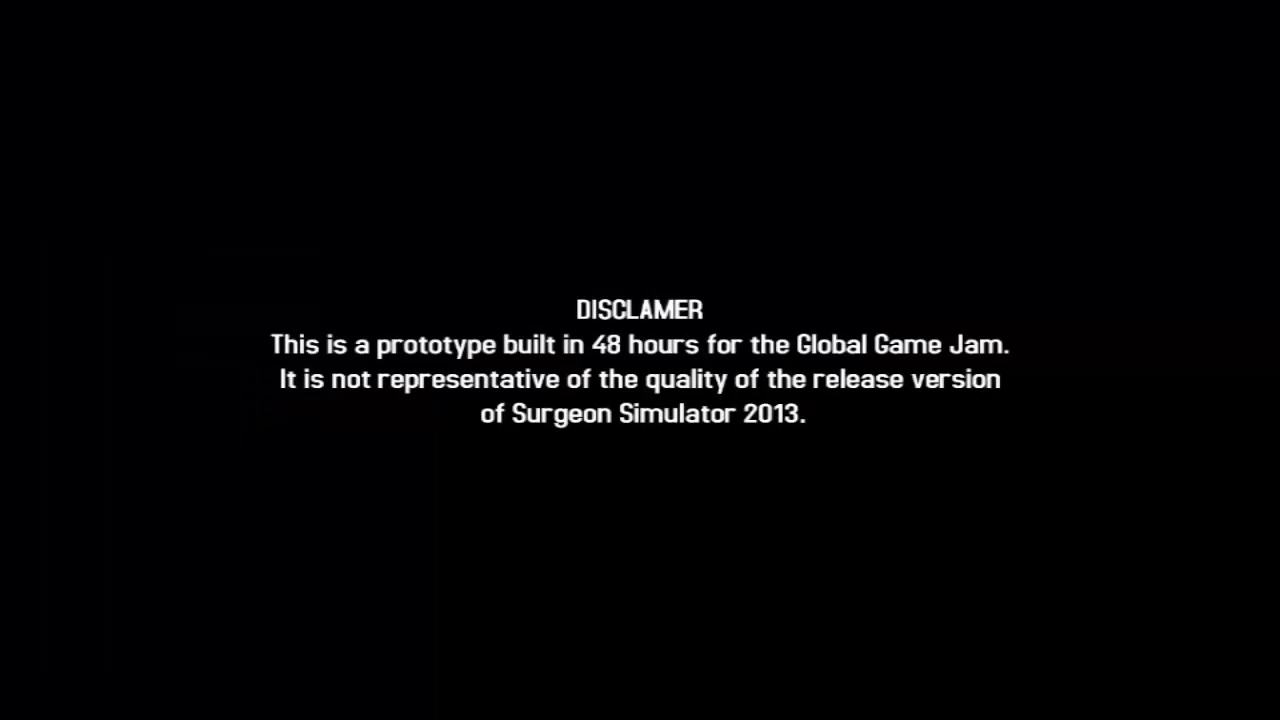 DISCLAMER
This is a prototype built in 48 hours for the Global Game Jam.
It is not representative of the quality of the release version
of Surgeon Simulator 2013.